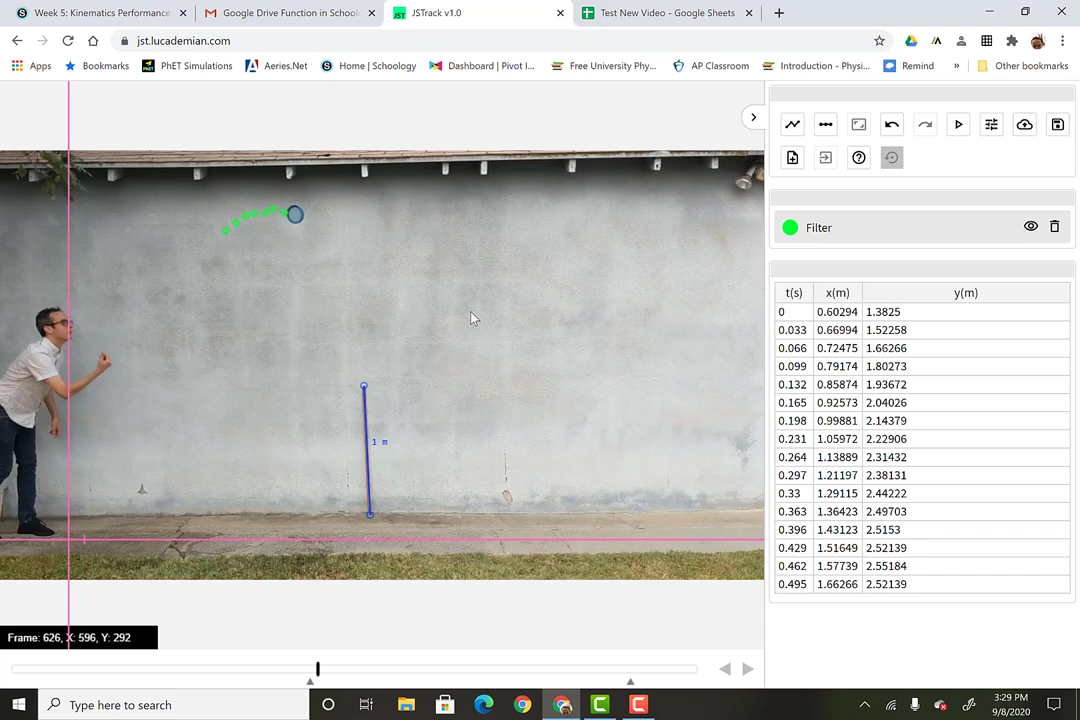 Week 5: Kinematics Performance
Google Drive Function in School
JST
JSTrack v1.0
Test New Video - Google Sheets
jst.lucademian.com
Apps
Bookmarks
PhET Simulations
Aeries.Net
Home | Schoology
Dashboard | Pivot I...
Free University Phy...
AP Classroom
Introduction - Physi...
Remind
»
Other bookmarks
1 m
Filter
t(s) x(m) y(m)
0 0.60294 1.3825
0.033 0.66994 1.52258
0.066 0.72475 1.66266
0.099 0.79174 1.80273
0.132 0.85874 1.93672
0.165 0.92573 2.04026
0.198 0.99881 2.14379
0.231 1.05972 2.22906
0.264 1.13889 2.31432
0.297 1.21197 2.38131
0.33 1.29115 2.44222
0.363 1.36423 2.49703
0.396 1.43123 2.5153
0.429 1.51649 2.52139
0.462 1.57739 2.55184
0.495 1.66266 2.52139
Frame: 626, X: 596, Y: 292
Type here to search
3:29 PM
9/8/2020